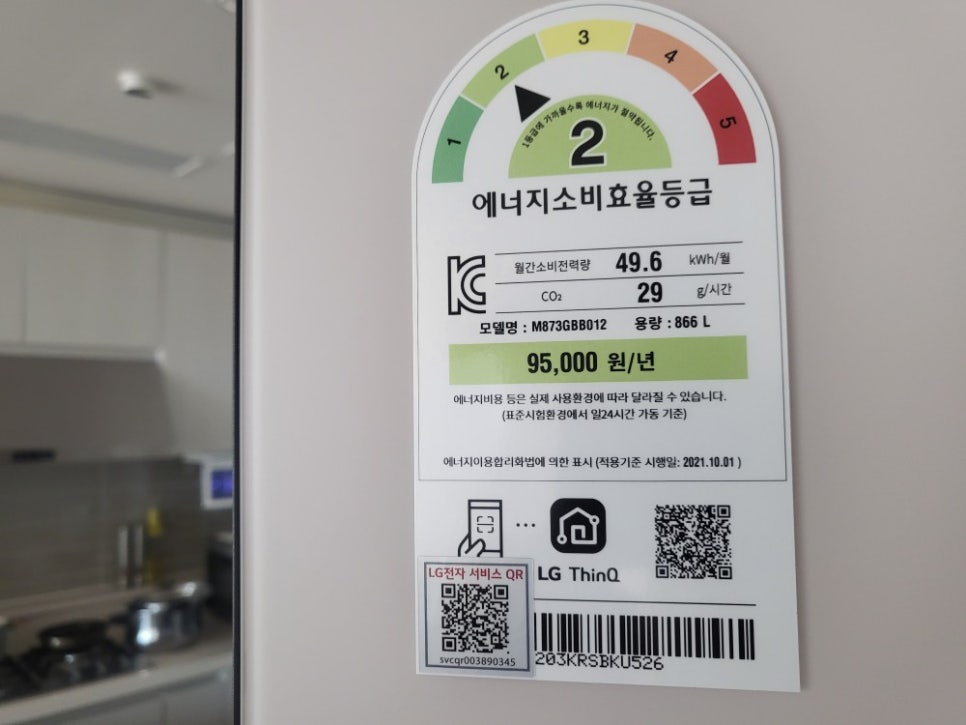 1
2
3
4
5
1등급에 가까울수록 에너지가 절약됩니다.
2
에너지소비효율등급
월간소비전력량 49.6 kWh/월
CO₂ 29 g/시간
모델명 : M873GBB012 용량 : 866 L
95,000 원/년
에너지비용 등은 실제 사용환경에 따라 달라질 수 있습니다.
(표준시험환경에서 일24시간 가동 기준)
에너지이용합리화법에 의한 표시 (적용기준 시행일: 2021.10.01 )
LG ThinQ
LG전자 서비스 QR
svcqr003890345
203KRSBKU526